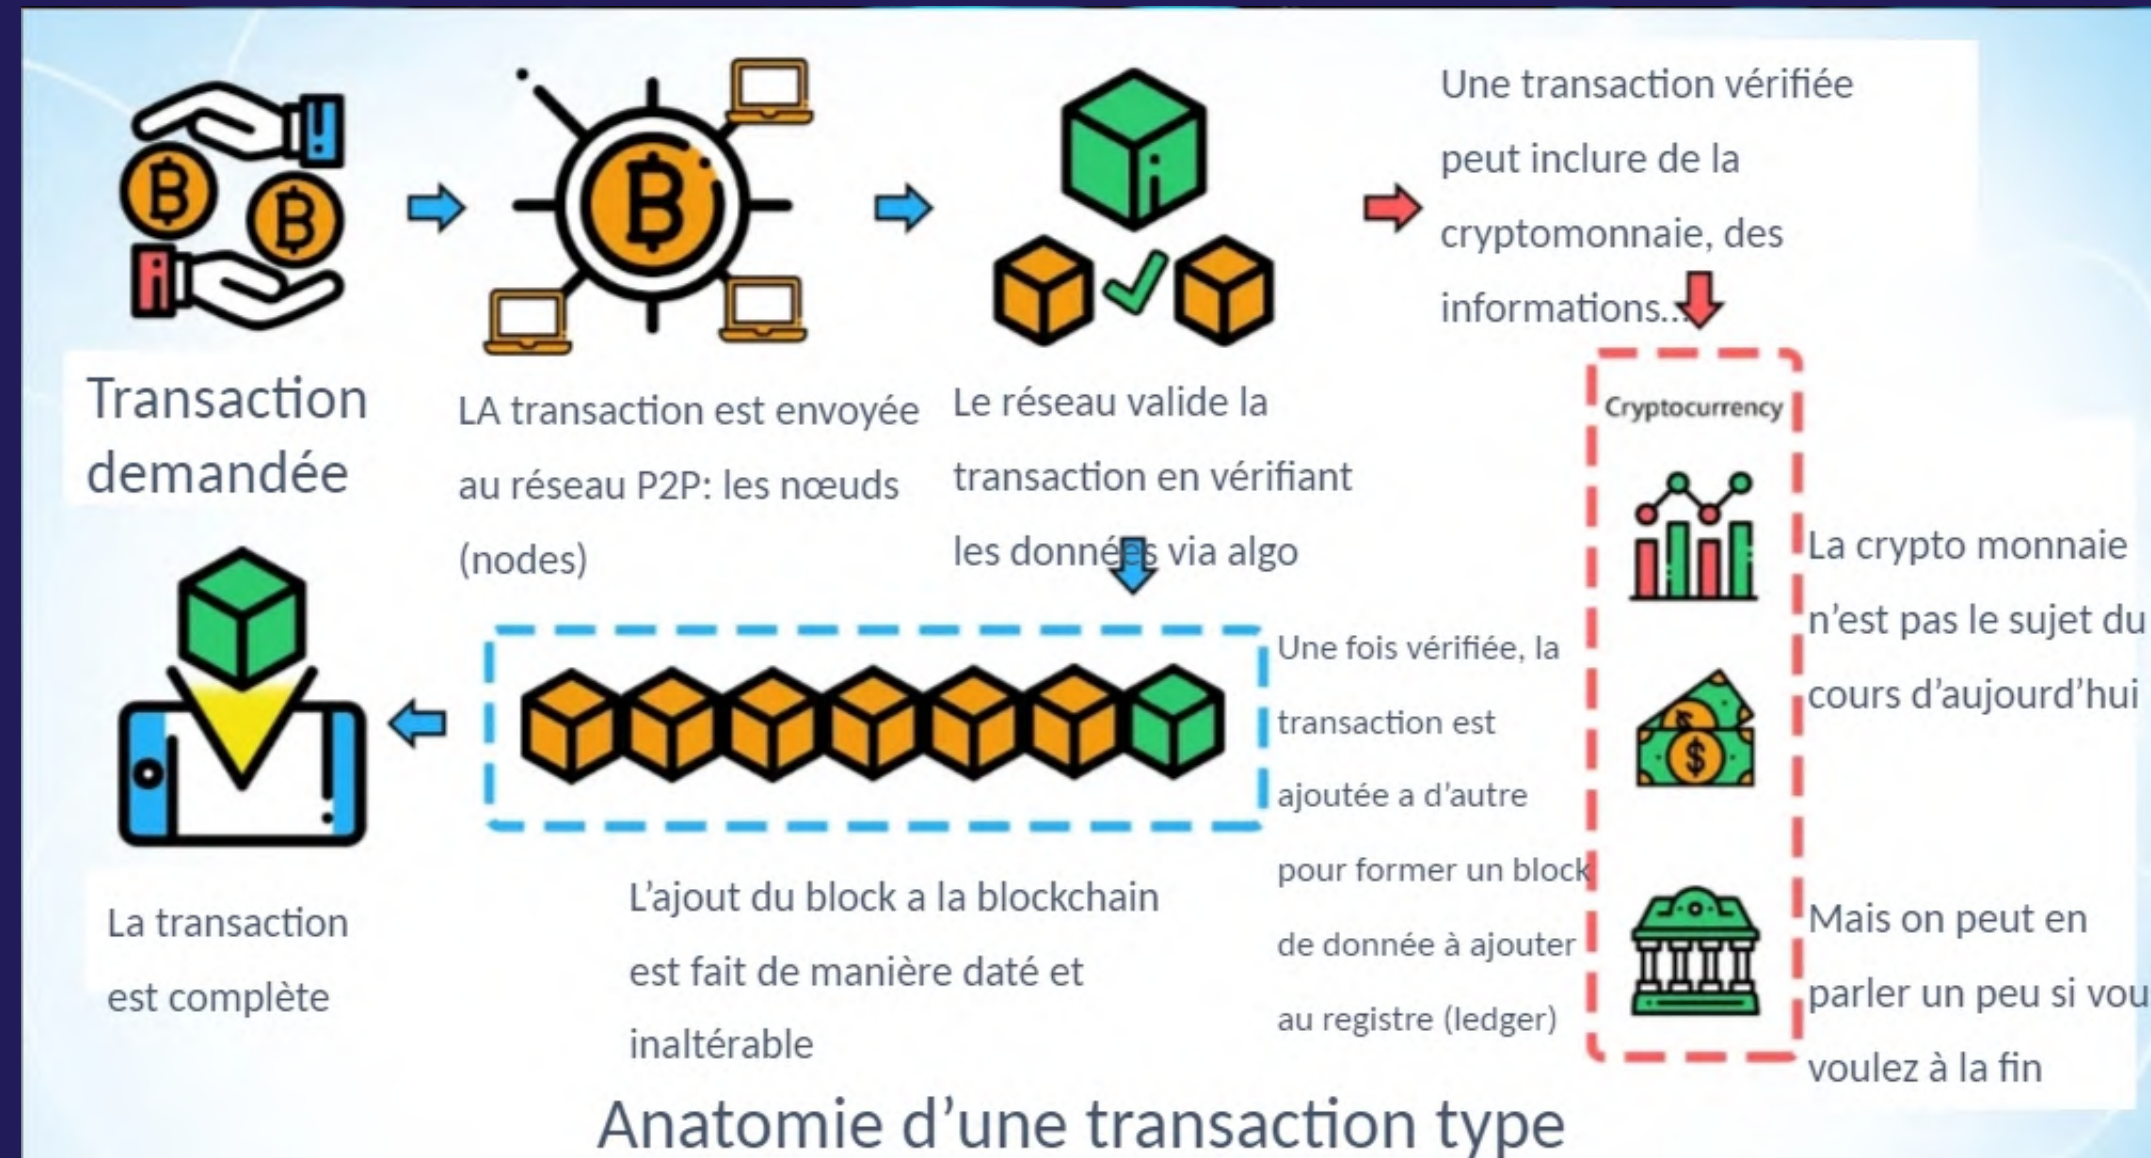 Transaction
demandée
LA transaction est envoyée
au réseau P2P: les nœuds
(nodes)
Le réseau valide la
transaction en vérifiant
les données via algo
Une transaction vérifiée
peut inclure de la
cryptomonnaie, des
informations...
Cryptocurrency
La crypto monnaie
n'est pas le sujet du
cours d'aujourd'hui
Mais on peut en
parler un peu si vou
voulez à la fin
Une fois vérifiée, la
transaction est
ajoutée a d'autre
pour former un block
de donnée à ajouter
au registre (ledger)
L'ajout du block a la blockchain
est fait de manière daté et
inaltérable
La transaction
est complète
Anatomie d'une transaction type